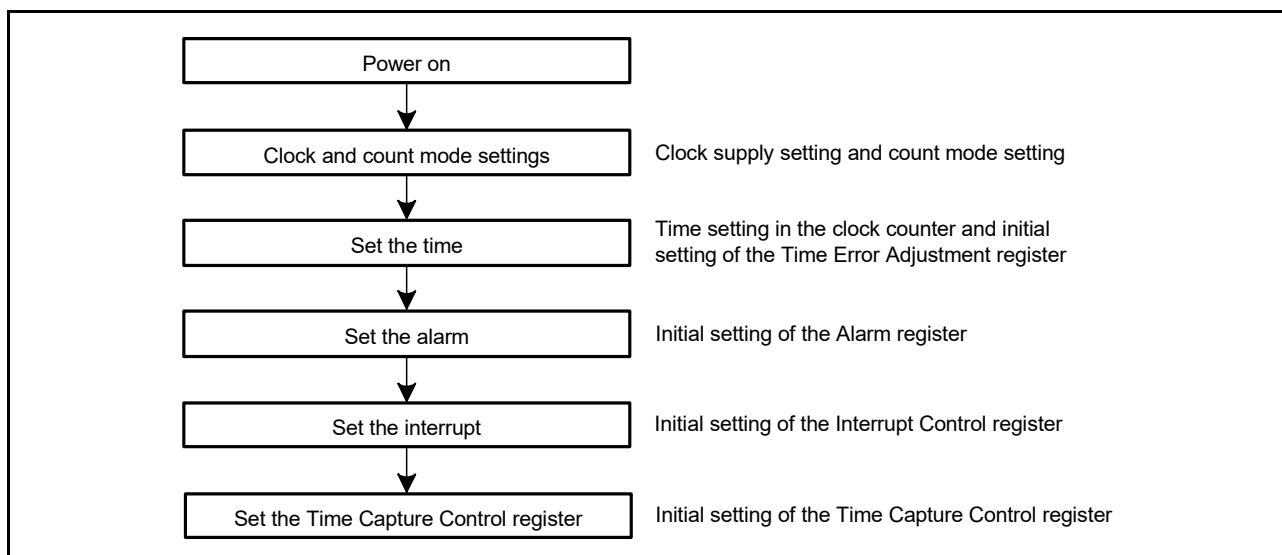 Power on
Clock and count mode settings
Clock supply setting and count mode setting
Set the time
Time setting in the clock counter and initial
setting of the Time Error Adjustment register
Set the alarm
Initial setting of the Alarm register
Set the interrupt
Initial setting of the Interrupt Control register
Set the Time Capture Control register
Initial setting of the Time Capture Control register